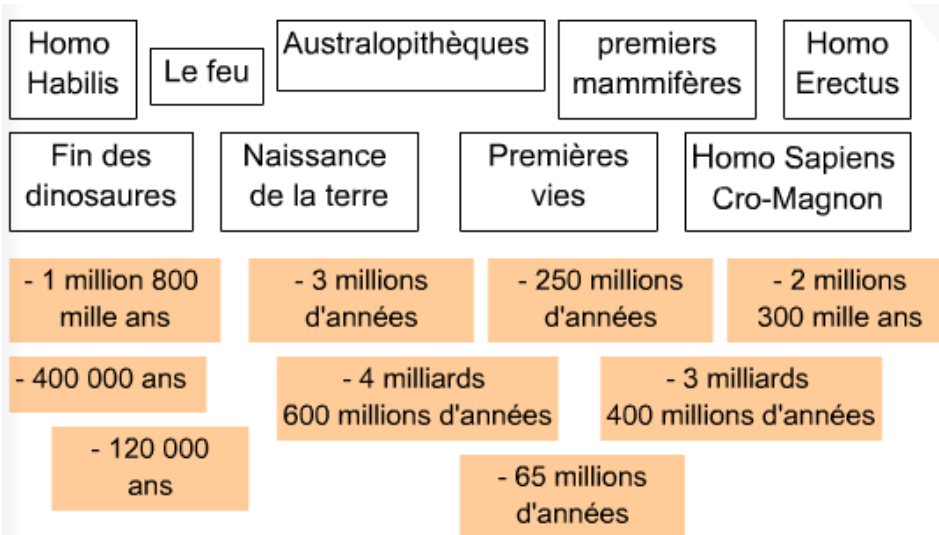 Homo
Habilis
Le feu
Australopithèques
premiers
mammifères
Homo
Erectus
Fin des
dinosaures
Naissance
de la terre
Premières
vies
Homo Sapiens
Cro-Magnon
- 1 million 800
mille ans
- 3 millions
d'années
- 250 millions
d'années
- 2 millions
300 mille ans
- 400 000 ans
- 4 milliards
600 millions d'années
- 3 milliards
400 millions d'années
- 120 000
ans
- 65 millions
d'années